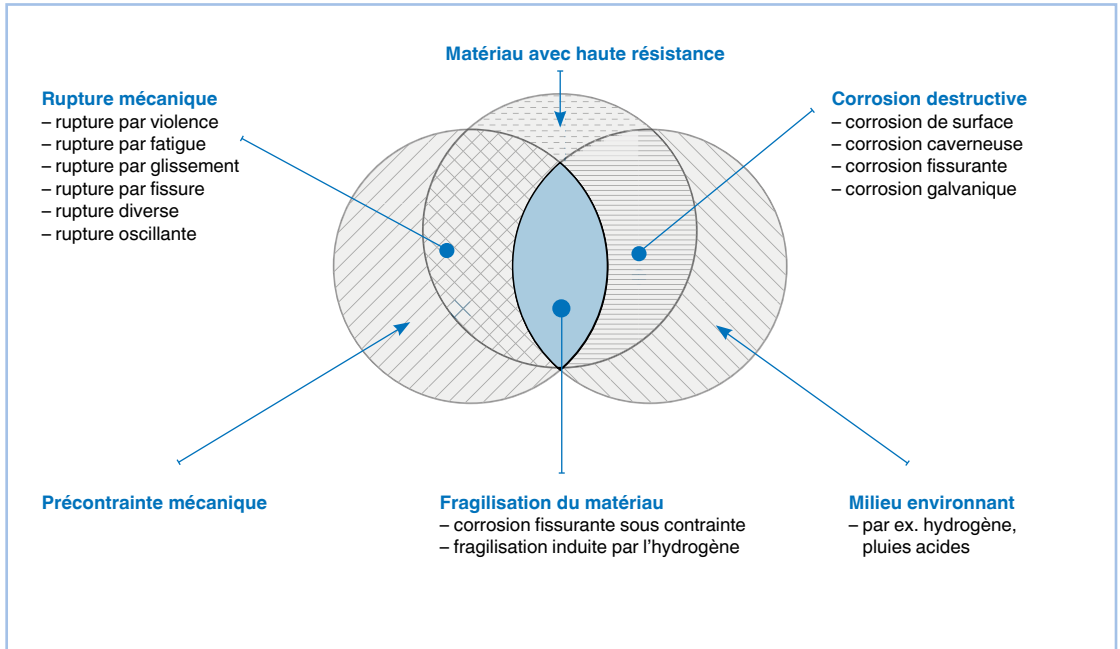 Matériau avec haute résistance
Rupture mécanique
– rupture par violence
– rupture par fatigue
– rupture par glissement
– rupture par fissure
– rupture diverse
– rupture oscillante
Corrosion destructive
– corrosion de surface
– corrosion caverneuse
– corrosion fissurante
– corrosion galvanique
Précontrainte mécanique
Fragilisation du matériau
– corrosion fissurante sous contrainte
– fragilisation induite par l’hydrogène
Milieu environnant
– par ex. hydrogène,
pluies acides